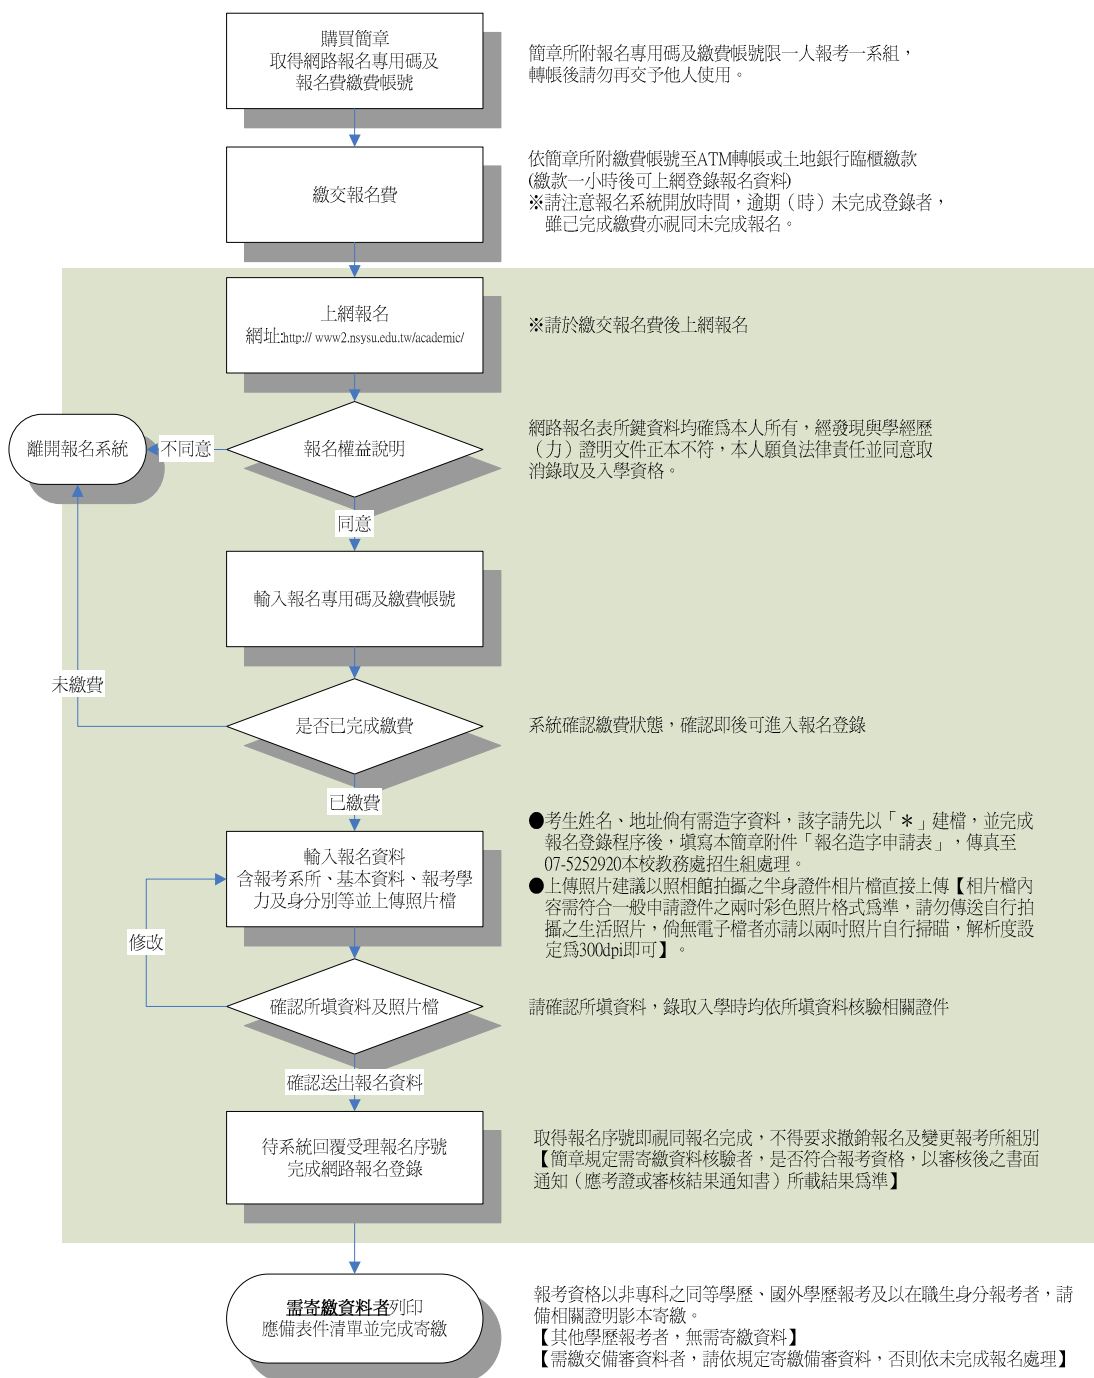 購買簡章
取得網路報名專用碼及
報名費繳費帳號
簡章所附報名專用碼及繳費帳號限一人報考一系組，
轉帳後請勿再交予他人使用。
繳交報名費
依簡章所附繳費帳號至ATM轉帳或土地銀行臨櫃繳款
(繳款一小時後可上網登錄報名資料)
※請注意報名系統開放時間，逾期（時）未完成登錄者，
雖已完成繳費亦視同未完成報名。
上網報名
網址:http:// www2.nsysu.edu.tw/academic/
※請於繳交報名費後上網報名
離開報名系統
不同意
報名權益說明
網路報名表所鍵資料均確為本人所有，經發現與學經歷
（力）證明文件正本不符，本人願負法律責任並同意取
消錄取及入學資格。
同意
輸入報名專用碼及繳費帳號
未繳費
是否已完成繳費
系統確認繳費狀態，確認即後可進入報名登錄
已繳費
輸入報名資料
含報考系所、基本資料、報考學
力及身分別等並上傳照片檔
●考生姓名、地址倘有需造字資料，該字請先以「＊」建檔，並完成
報名登錄程序後，填寫本簡章附件「報名造字申請表」，傳真至
07-5252920本校教務處招生組處理。
●上傳照片建議以照相館拍攝之半身證件相片檔直接上傳【相片檔內
容需符合一般申請證件之兩吋彩色照片格式為準，請勿傳送自行拍
攝之生活照片，倘無電子檔者亦請以兩吋照片自行掃瞄，解析度設
定為300dpi即可】。
修改
確認所填資料及照片檔
請確認所填資料，錄取入學時均依所填資料核驗相關證件
確認送出報名資料
待系統回覆受理報名序號
完成網路報名登錄
取得報名序號即視同報名完成，不得要求撤銷報名及變更報考所組別
【簡章規定需寄繳資料核驗者，是否符合報考資格，以審核後之書面
通知（應考證或審核結果通知書）所載結果為準】
需寄繳資料者列印
應備表件清單並完成寄繳
報考資格以非專科之同等學歷、國外學歷報考及以在職生身分報考者，請
備相關證明影本寄繳。
【其他學歷報考者，無需寄繳資料】
【需繳交備審資料者，請依規定寄繳備審資料，否則依未完成報名處理】